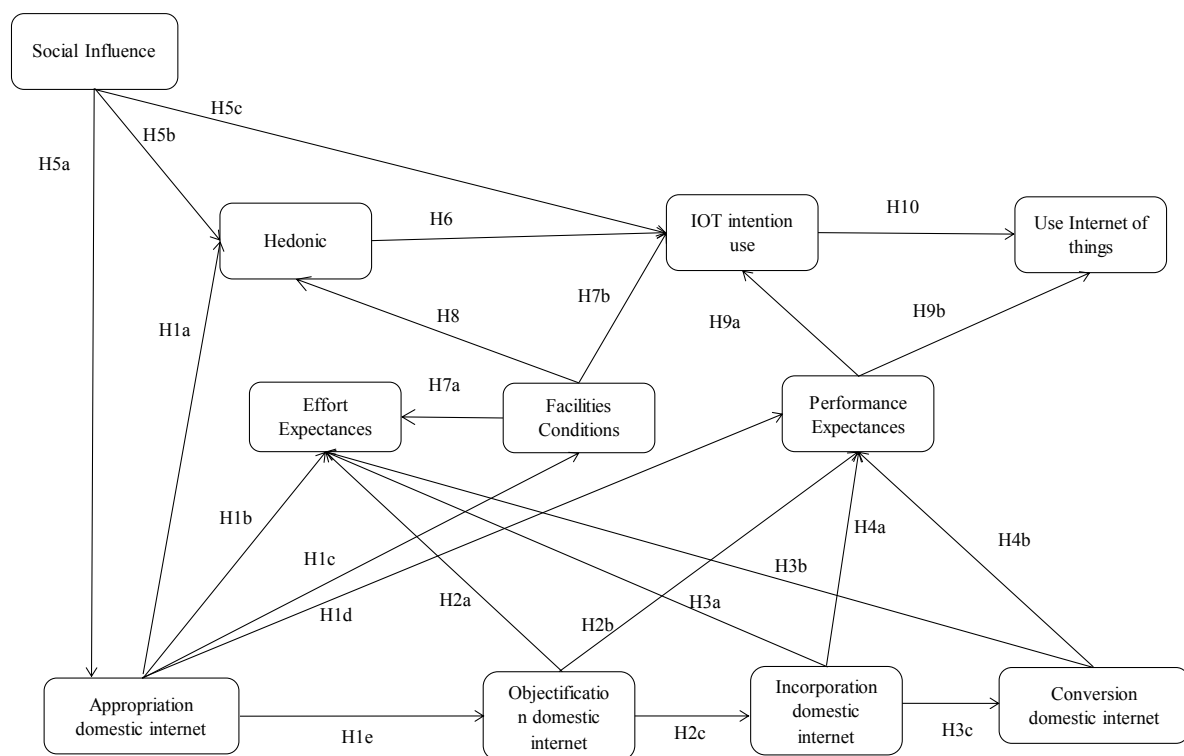 Social Influence
H5c
H5b
H5a
Hedonic
H6
IOT intention
use
H10
Use Internet of
things
H1a
H8
H7b
H9a
H9b
Effort
Expectances
H7a
Facilities
Conditions
Performance
Expectances
H1b
H1c
H1d
H2a
H3a
H2b
H4a
H3b
H4b
Appropriation
domestic internet
H1e
Objectificatio
n domestic
internet
H2c
Incorporation
domestic
internet
H3c
Conversion
domestic internet